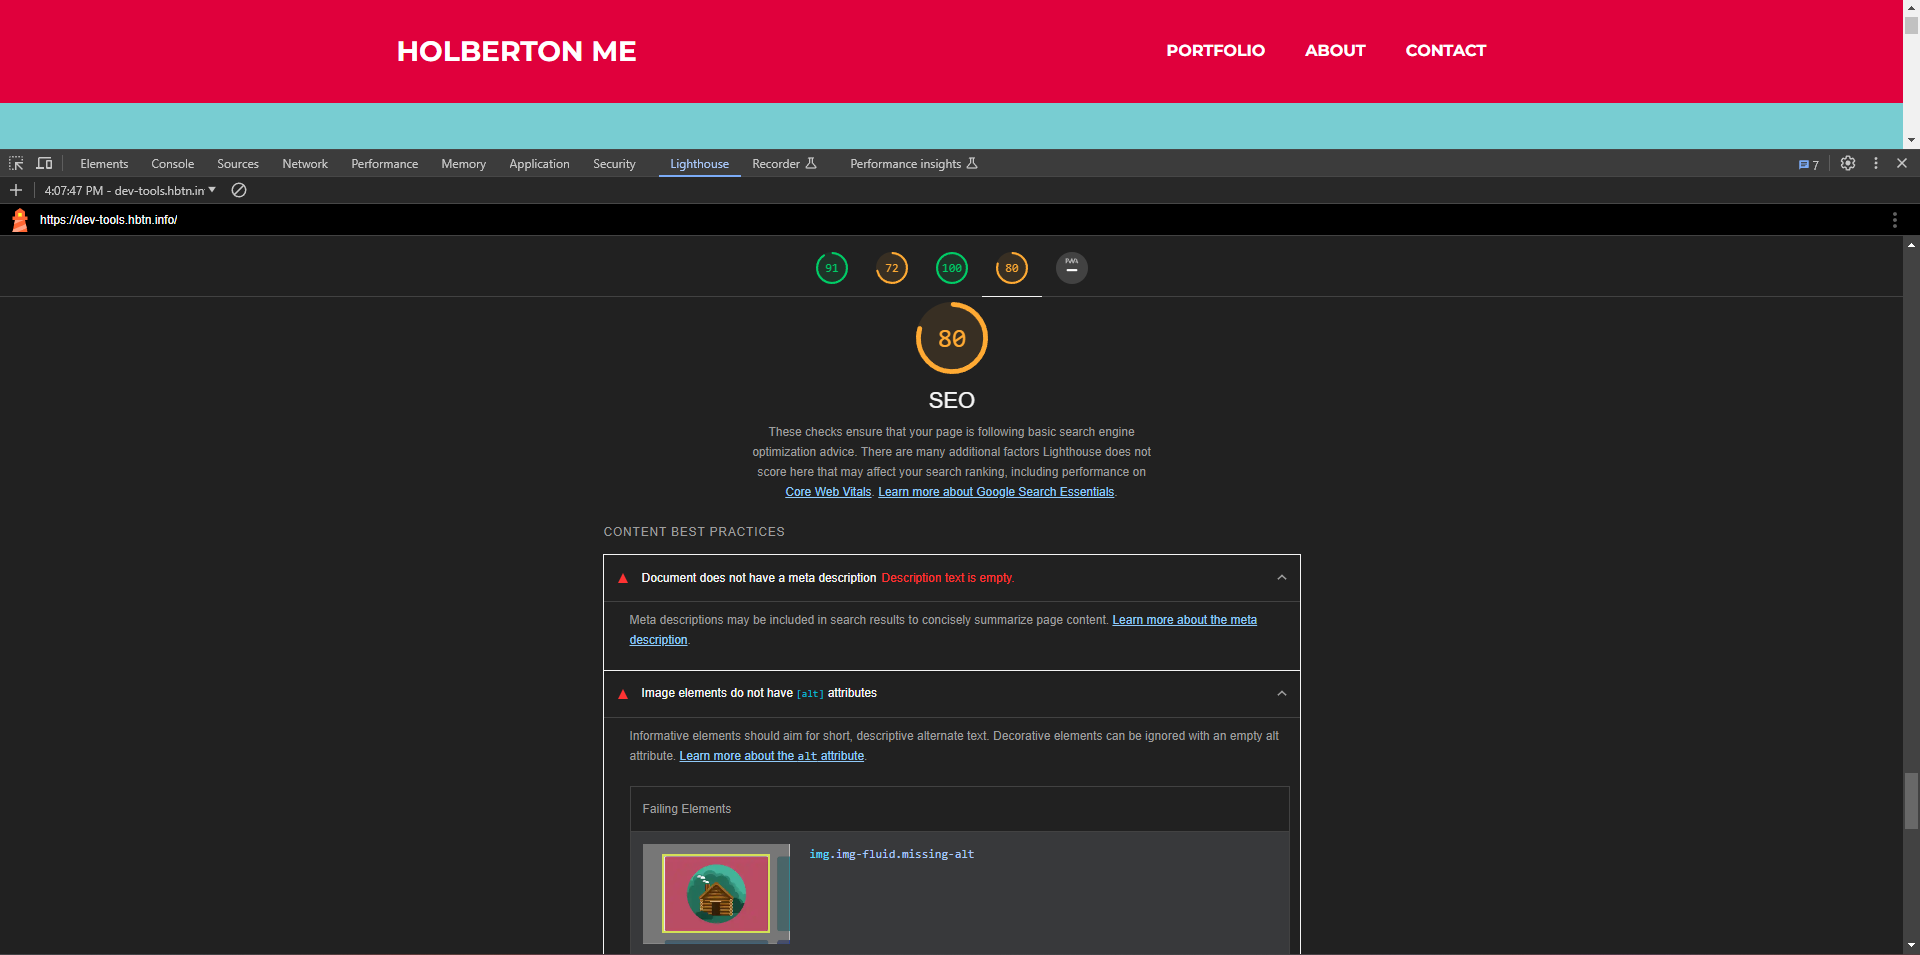 HOLBERTON ME
PORTFOLIO ABOUT CONTACT
Elements Console Sources Network Performance Memory Application Security Lighthouse Recorder Performance insights 7
4:07:47 PM - dev-tools.hbtn.in
https://dev-tools.hbtn.info/
91 72 100 80 PWA
80
SEO
These checks ensure that your page is following basic search engine
optimization advice. There are many additional factors Lighthouse does not
score here that may affect your search ranking, including performance on
Core Web Vitals. Learn more about Google Search Essentials.
CONTENT BEST PRACTICES
Document does not have a meta description Description text is empty.
Meta descriptions may be included in search results to concisely summarize page content. Learn more about the meta
description.
Image elements do not have [alt] attributes
Informative elements should aim for short, descriptive alternate text. Decorative elements can be ignored with an empty alt
attribute. Learn more about the alt attribute.
Failing Elements
img.img-fluid.missing-alt